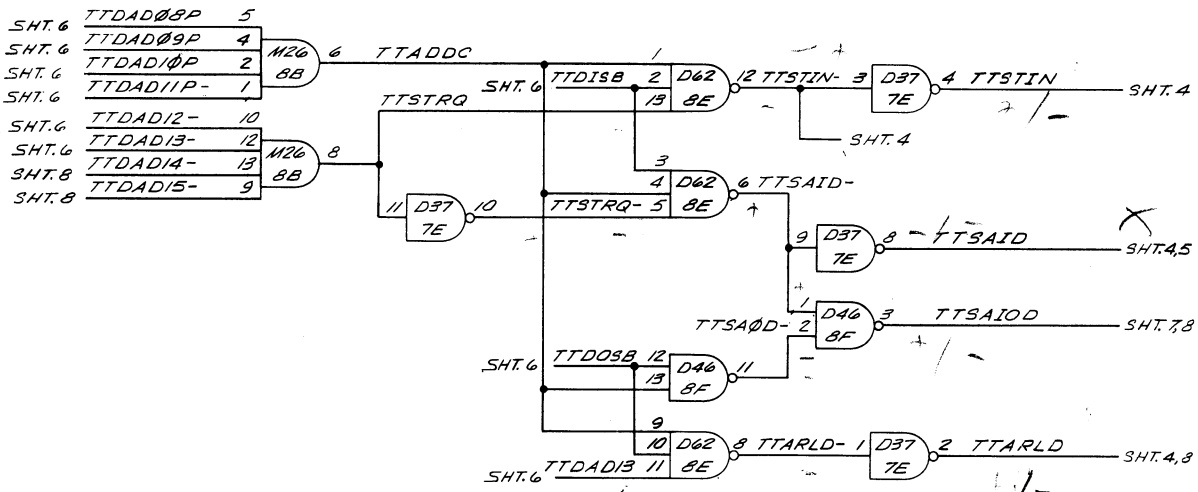 SHT. 6 TTDADØ8P 5
SHT. 6 TTDADØ9P 4
SHT. 6 TTDAD1ØP 2
SHT. 6 TTDAD11P- 1
M26
8B
6 TTADDC
SHT. 6 TTDAD12- 10
SHT. 6 TTDAD13- 12
SHT. 8 TTDAD14- 13
SHT. 8 TTDAD15- 9
M26
8B
8
TTSTRQ
11 D37
7E
10 TTSTRQ- 5
1
SHT. 6 TTDISB 2
13
D62
8E
12 TTSTIN- 3
D37
7E
4 TTSTIN SHT. 4
SHT. 4
3
4
D62
8E
6 TTSAID-
9 D37
7E
8 TTSAID SHT. 4,5
1
TTSAØD- 2
D46
8F
3 TTSAIOD SHT. 7,8
SHT. 6 TTDOSB 12
13
D46
8F
11
9
10
SHT. 6 TTDAD13 11
D62
8E
8 TTARLD- 1
D37
7E
2 TTARLD SHT. 4,8